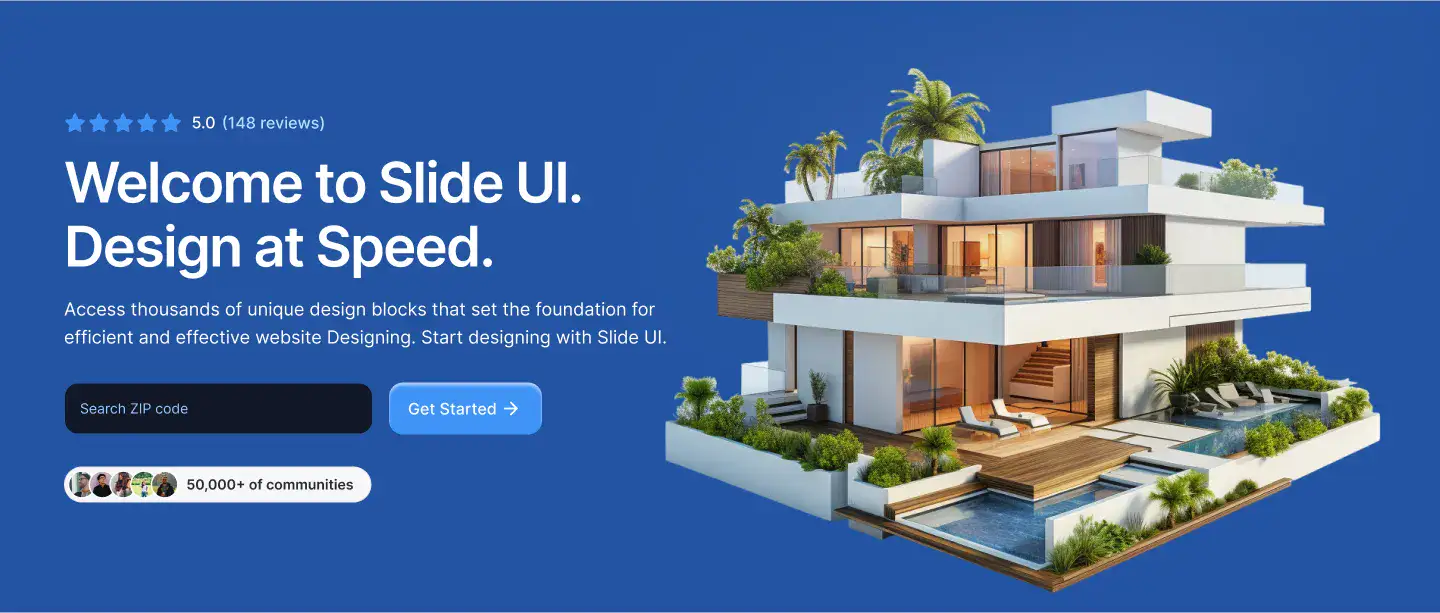 5.0 (148 reviews)
Welcome to Slide UI.
Design at Speed.
Access thousands of unique design blocks that set the foundation for
efficient and effective website Designing. Start designing with Slide UI.
Search ZIP code
Get Started →
50,000+ of communities